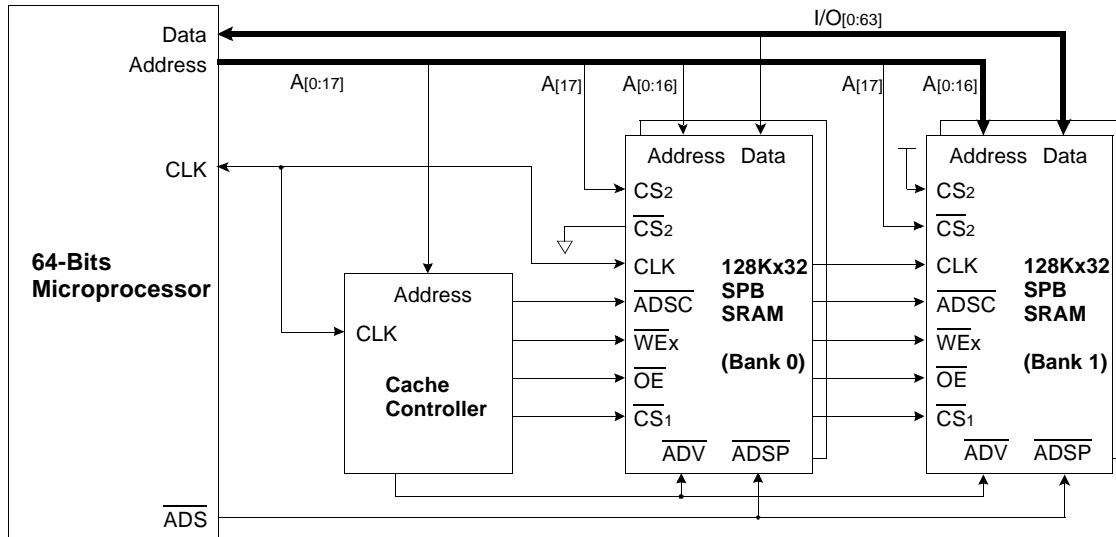 I/O[0:63]
Data
Address
A[0:17]
A[17]
A[0:16]
A[17]
A[0:16]
CLK
64-Bits
Microprocessor
ADS
Address
CLK
Cache
Controller
Address Data
CS2
CS2
CLK
ADSC
WEx
OE
CS1
ADV ADSP
128Kx32
SPB
SRAM
(Bank 0)
Address Data
CS2
CS2
CLK
ADSC
WEx
OE
CS1
ADV ADSP
128Kx32
SPB
SRAM
(Bank 1)